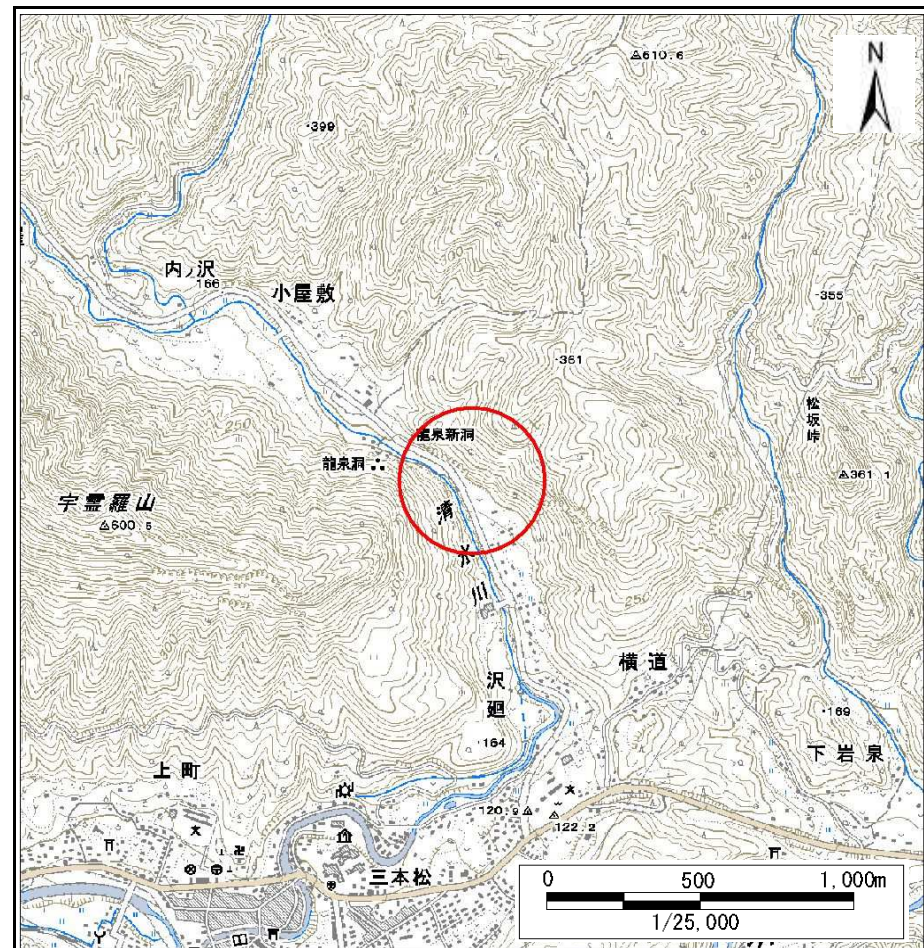 610.6
N
399
内ノ沢
166
小屋敷
355
361
松坂峠
龍泉新洞
龍泉洞
361.1
宇霊羅山
600.5
250
清水川
250
横道
沢廻
169
164
下岩泉
上町
120.9
122.2
三本松
0 500 1,000m
1/25,000